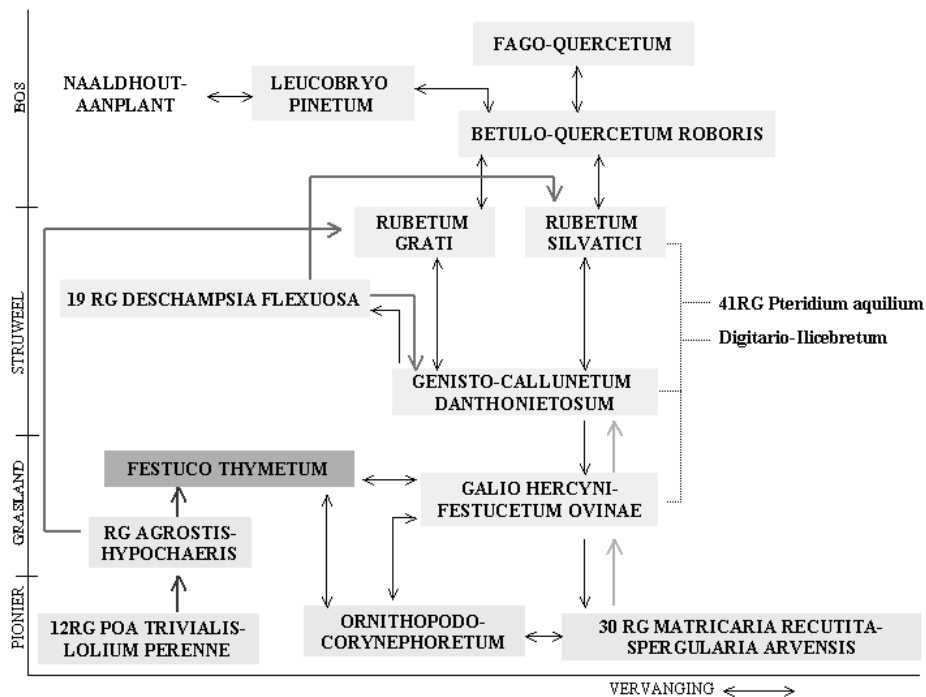 BOS
FAGO-QUERCETUM
NAALDHOUT-
AANPLANT
LEUCOBRYO
PINETUM
BETULO-QUERCETUM ROBORIS
STRUWEEL
RUBETUM
GRATI
RUBETUM
SILVATICI
19 RG DESCHAMPSIA FLEXUOSA
41RG Pteridium aquilium
Digitario-Ilicebretum
GENISTO-CALLUNETUM
DANTHONIETOSUM
GRASLAND
FESTUCO THYMETUM
GALIO HERCYNI-
FESTUCETUM OVINAE
RG AGROSTIS-
HYPOCHAERIS
PIONIER
12RG POA TRIVIALIS-
LOLIUM PERENNE
ORNITHOPODO-
CORYNEPHORETUM
30 RG MATRICARIA RECUTITA-
SPERGULARIA ARVENSIS
VERVANGING